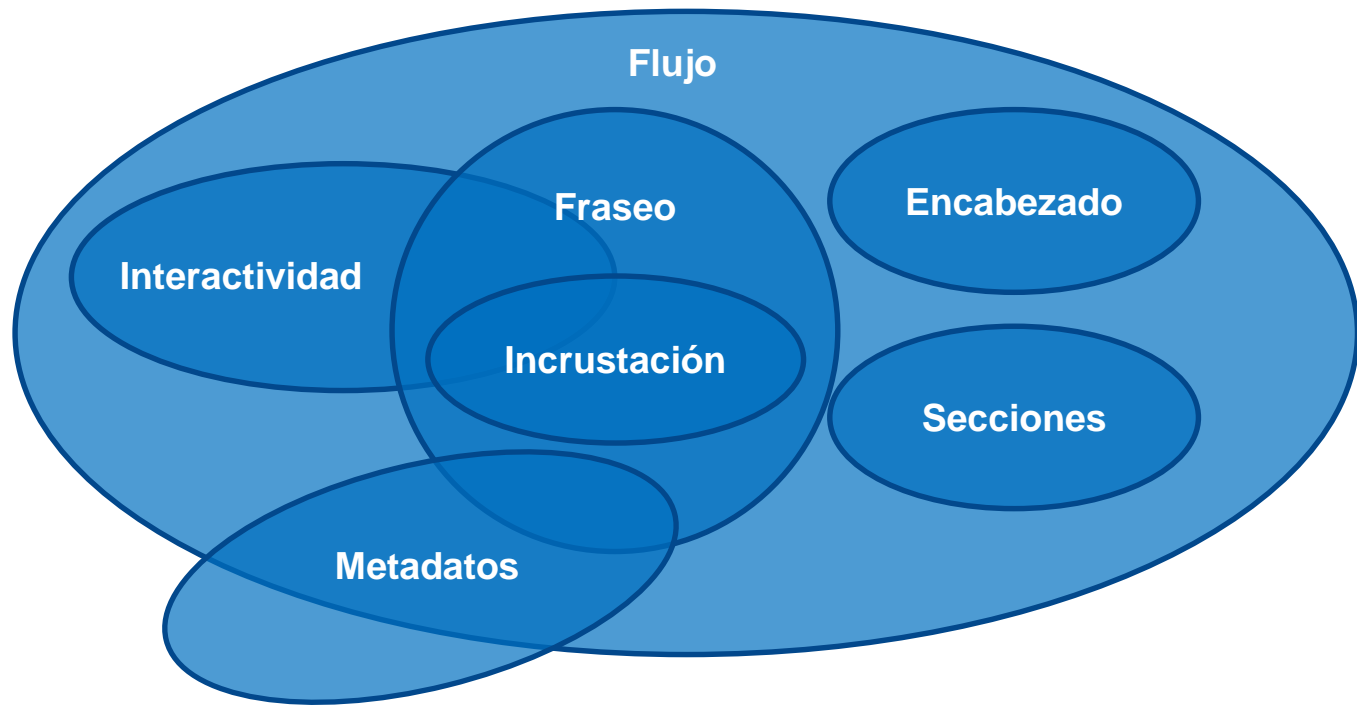 Flujo
Fraseo
Encabezado
Interactividad
Incrustación
Secciones
Metadatos